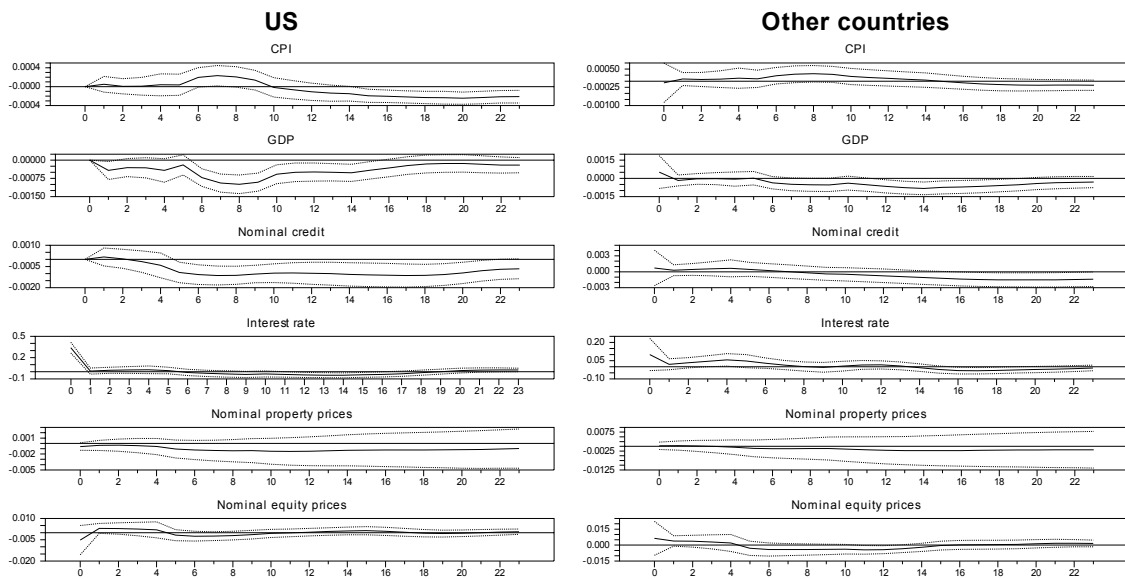 US
CPI
0.0004
-0.0000
-0.0004
0 2 4 6 8 10 12 14 16 18 20 22
GDP
0.00000
-0.00075
-0.00150
0 2 4 6 8 10 12 14 16 18 20 22
Nominal credit
0.0010
-0.0005
-0.0020
0 2 4 6 8 10 12 14 16 18 20 22
Interest rate
0.5
0.2
-0.1
0 1 2 3 4 5 6 7 8 9 10 11 12 13 14 15 16 17 18 19 20 21 22 23
Nominal property prices
0.001
-0.002
-0.005
0 2 4 6 8 10 12 14 16 18 20 22
Nominal equity prices
0.010
-0.005
-0.020
0 2 4 6 8 10 12 14 16 18 20 22
Other countries
CPI
0.00050
-0.00025
-0.00100
0 2 4 6 8 10 12 14 16 18 20 22
GDP
0.0015
0.0000
-0.0015
0 2 4 6 8 10 12 14 16 18 20 22
Nominal credit
0.003
0.000
-0.003
0 2 4 6 8 10 12 14 16 18 20 22
Interest rate
0.20
0.05
-0.10
0 2 4 6 8 10 12 14 16 18 20 22
Nominal property prices
0.0075
-0.0025
-0.0125
0 2 4 6 8 10 12 14 16 18 20 22
Nominal equity prices
0.015
0.000
-0.015
0 2 4 6 8 10 12 14 16 18 20 22